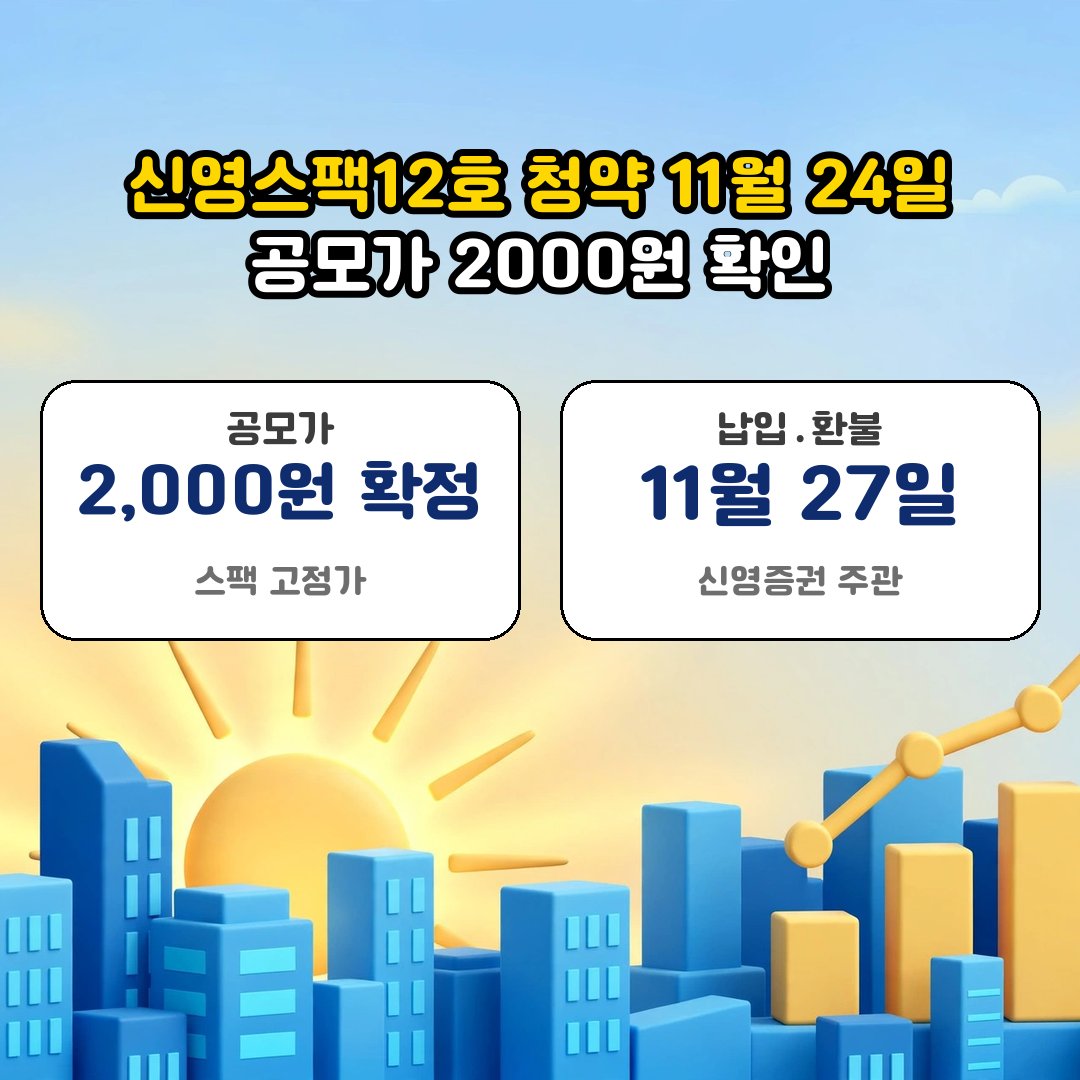 신영스팩12호 청약 11월 24일
공모가 2000원 확인
공모가
2,000원 확정
스팩 고정가
납입.환불
11월 27일
신영증권 주관